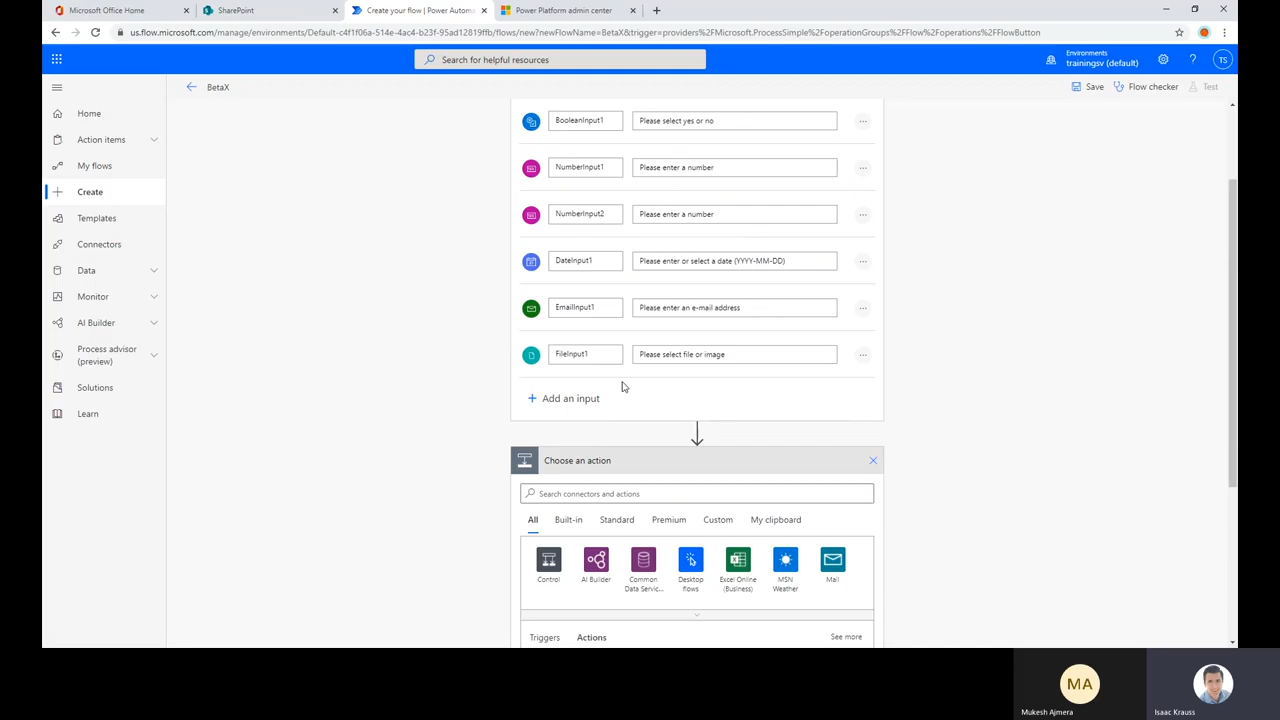 Microsoft Office Home
SharePoint
Create your flow | Power Automa
Power Platform admin center
us.flow.microsoft.com/manage/environments/Default-c4f1f06a-514e-4ac4-b23f-95ad12819ffb/flows/new?newFlowName=BetaX&trigger=providers%2FMicrosoft.ProcessSimple%2FoperationGroups%2FFlow%2Foperations%2FFlowButton
Search for helpful resources
Environments
trainingsv (default)
TS
BetaX
Save
Flow checker
Test
Home
Action items
My flows
Create
Templates
Connectors
Data
Monitor
AI Builder
Process advisor
(preview)
Solutions
Learn
BooleanInput1
Please select yes or no
NumberInput1
Please enter a number
NumberInput2
Please enter a number
DateInput1
Please enter or select a date (YYYY-MM-DD)
EmailInput1
Please enter an e-mail address
FileInput1
Please select file or image
Add an input
Choose an action
Search connectors and actions
All
Built-in
Standard
Premium
Custom
My clipboard
Control
AI Builder
Common
Data Servic...
Desktop
flows
Excel Online
(Business)
MSN
Weather
Mail
Triggers
Actions
See more
MA
Mukesh Ajmera
Isaac Krauss